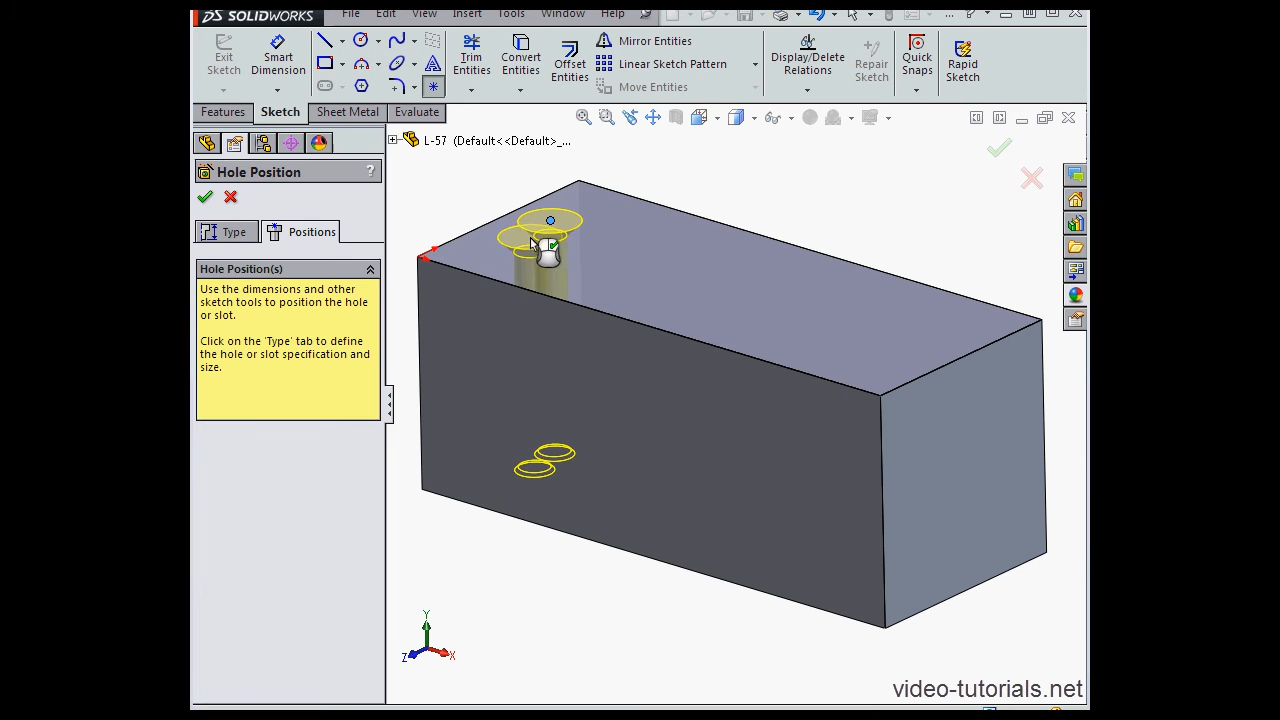 DS SOLIDWORKS File Edit View Insert Tools Window Help ... ?
Exit Sketch
Smart Dimension
Trim Entities
Convert Entities
Offset Entities
Mirror Entities
Linear Sketch Pattern
Move Entities
Display/Delete Relations
Repair Sketch
Quick Snaps
Rapid Sketch
Features Sketch Sheet Metal Evaluate
L-57 (Default<<Default>_...
Hole Position ?
Type Positions
Hole Position(s)
Use the dimensions and other
sketch tools to position the hole
or slot.
Click on the 'Type' tab to define
the hole or slot specification and
size.
Y
Z X
video-tutorials.net